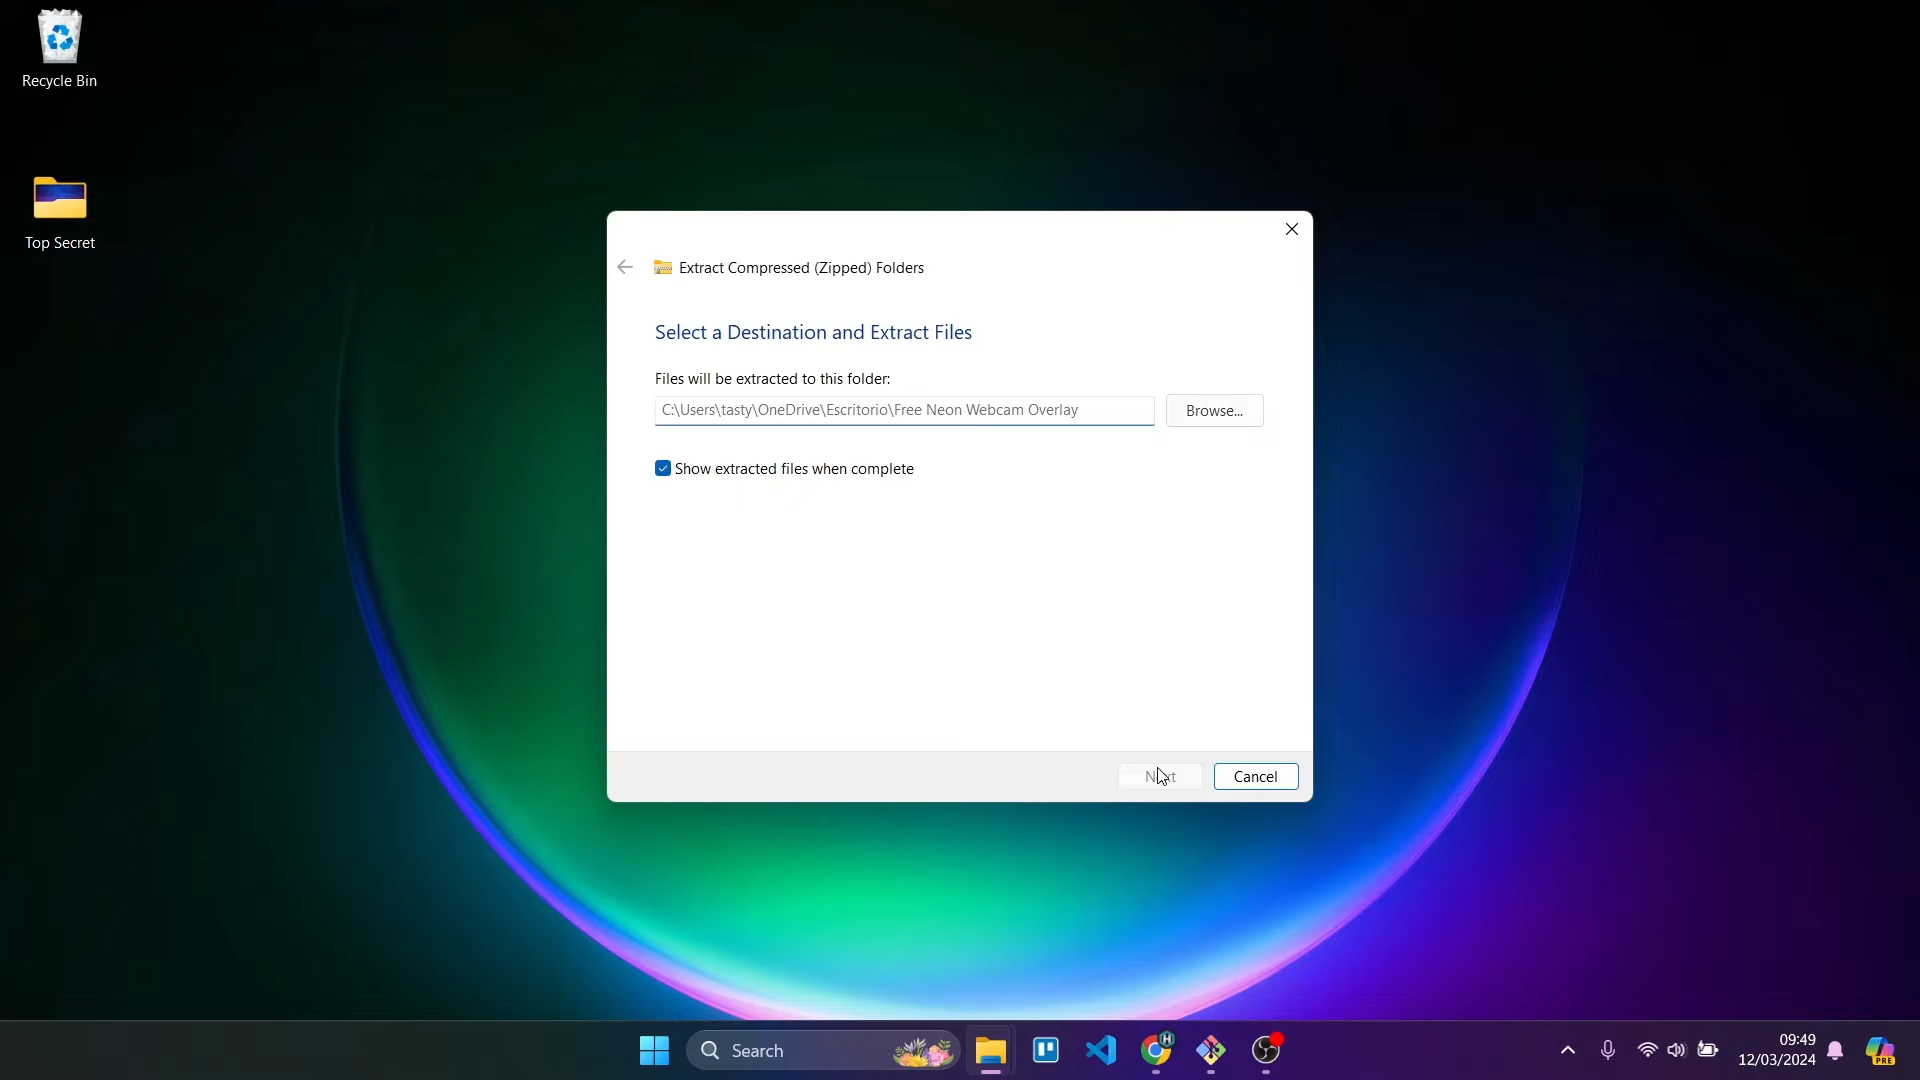 Recycle Bin
Top Secret
Extract Compressed (Zipped) Folders
Select a Destination and Extract Files
Files will be extracted to this folder:
C:\Users\tasty\OneDrive\Escritorio\Free Neon Webcam Overlay
Browse...
Show extracted files when complete
Next
Cancel
Search
09:49
12/03/2024
PRE